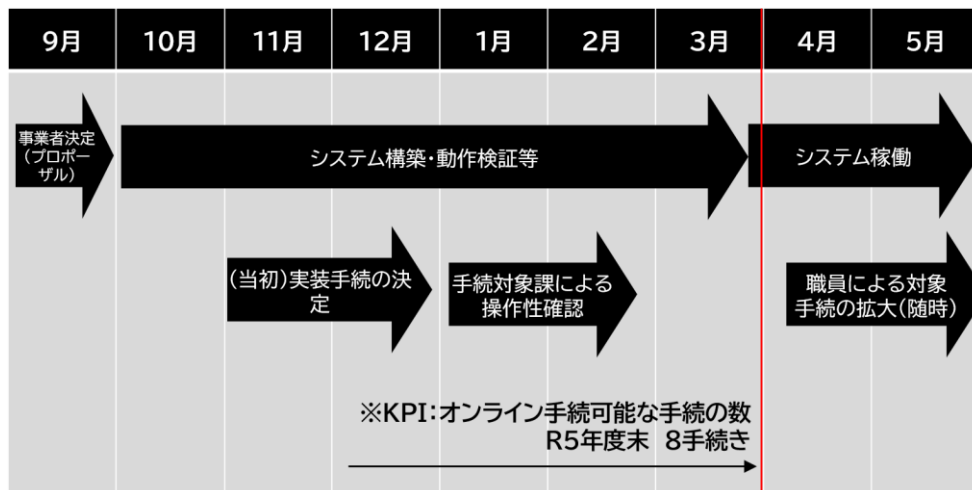 9月 10月 11月 12月 1月 2月 3月 4月 5月
事業者決定
(プロポー
ザル)
システム構築・動作検証等
システム稼働
(当初)実装手続の決
定
手続対象課による
操作性確認
職員による対象
手続の拡大(随時)
※KPI:オンライン手続可能な手続の数
R5年度末 8手続き